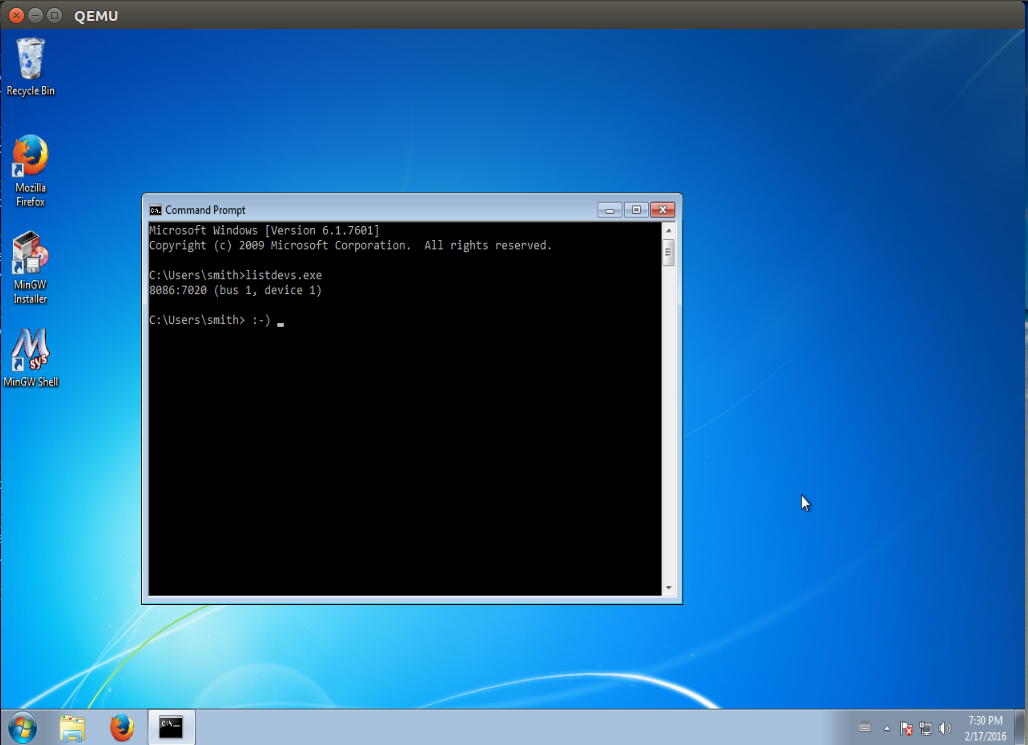 QEMU
Recycle Bin
Mozilla
Firefox
MinGW
Installer
MinGW Shell
Command Prompt
Microsoft Windows [Version 6.1.7601]
Copyright (c) 2009 Microsoft Corporation.  All rights reserved.
C:\Users\smith>listdevs.exe
8086:7020 (bus 1, device 1)
C:\Users\smith> :-) _
7:30 PM
2/17/2016